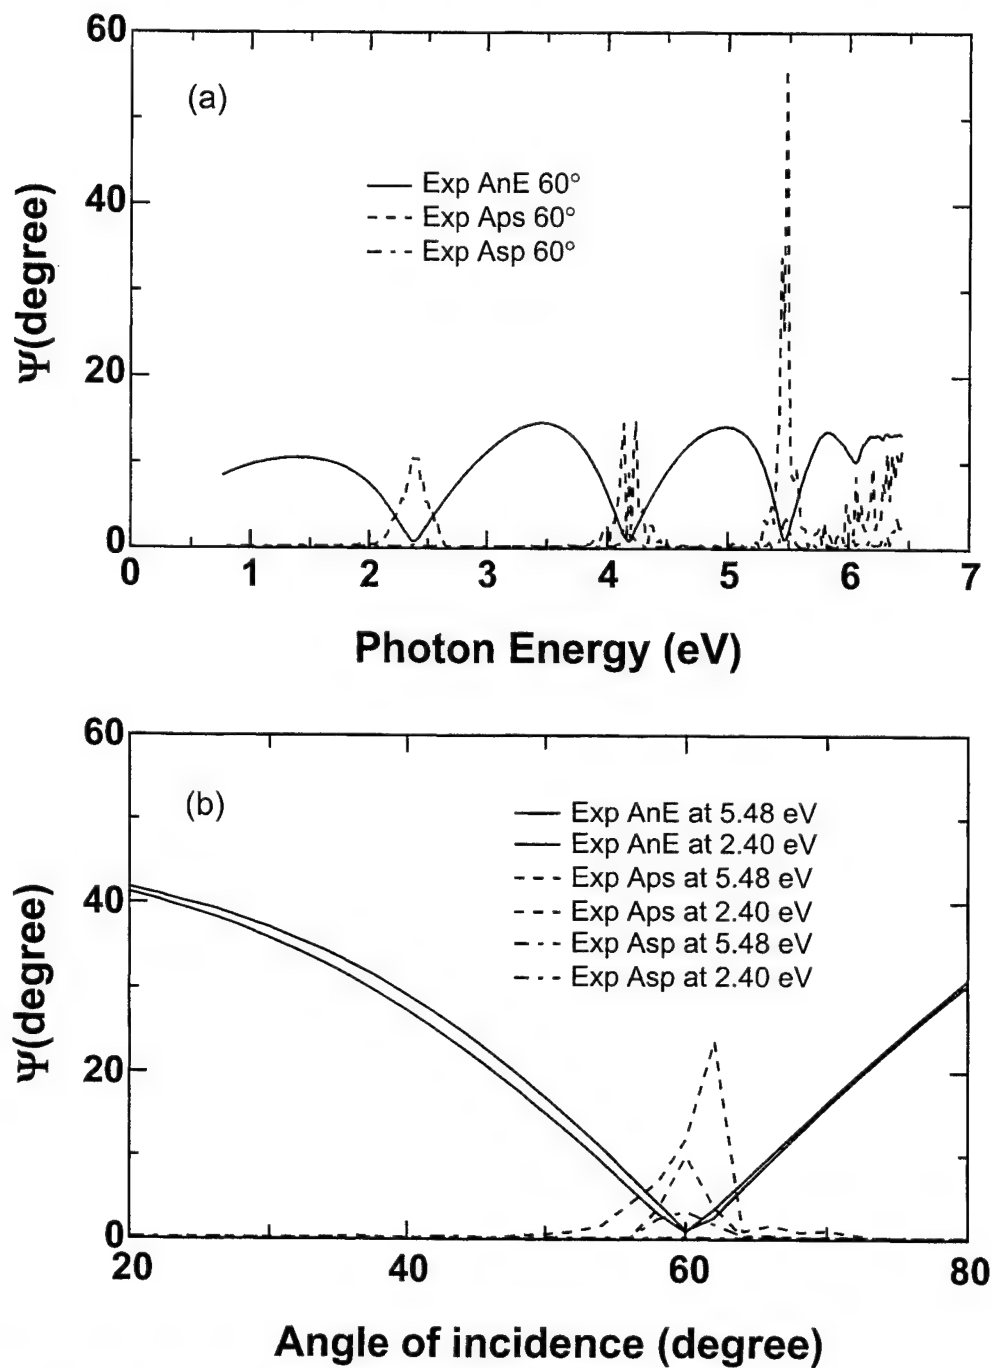 60
(a)
Exp AnE 60°
Exp Aps 60°
Exp Asp 60°
40
20
0
Ψ(degree)
0 1 2 3 4 5 6 7
Photon Energy (eV)
60
(b)
Exp AnE at 5.48 eV
Exp AnE at 2.40 eV
Exp Aps at 5.48 eV
Exp Aps at 2.40 eV
Exp Asp at 5.48 eV
Exp Asp at 2.40 eV
40
20
0
Ψ(degree)
20 40 60 80
Angle of incidence (degree)